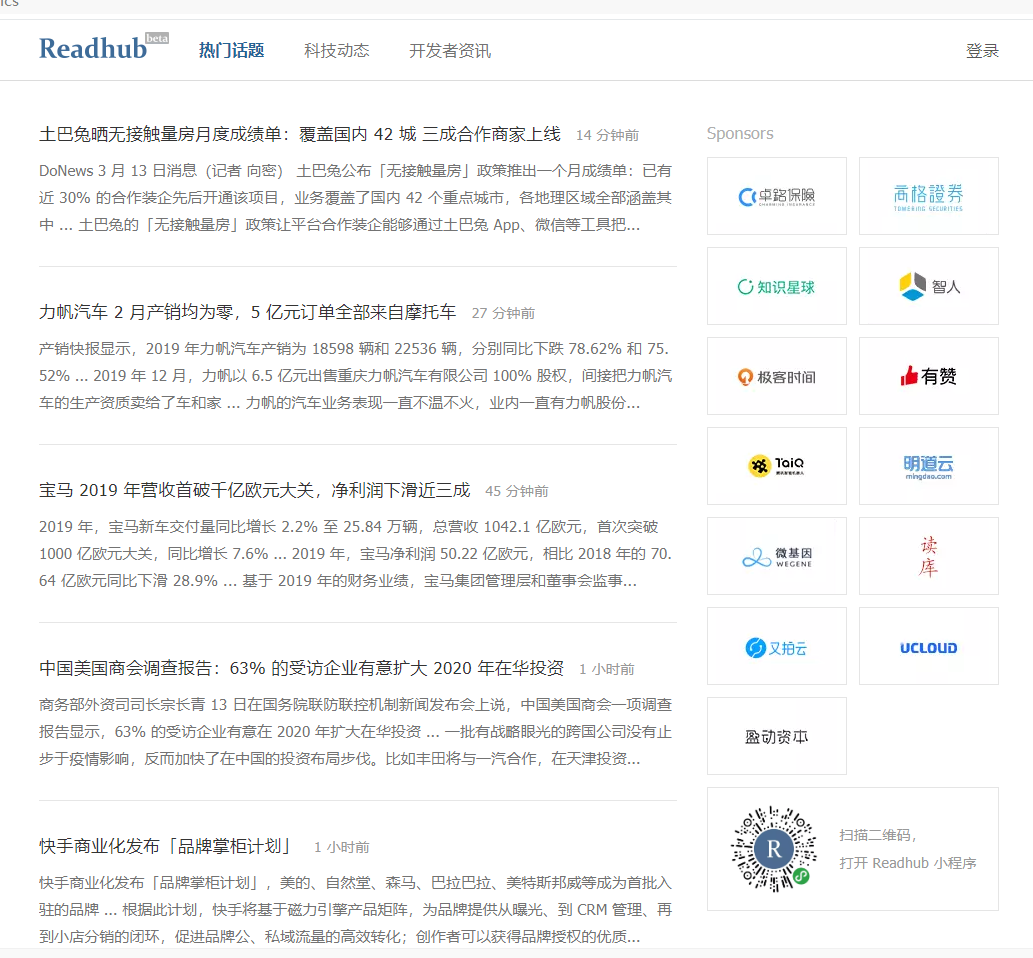 ics
Readhub beta 热门话题 科技动态 开发者资讯 登录
土巴兔晒无接触量房月度成绩单：覆盖国内 42 城 三成合作商家上线 14 分钟前
DoNews 3 月 13 日消息（记者 向密） 土巴兔公布「无接触量房」政策推出一个月成绩单：已有
近 30% 的合作装企先后开通该项目，业务覆盖了国内 42 个重点城市，各地理区域全部涵盖其
中 ... 土巴兔的「无接触量房」政策让平台合作装企能够通过土巴兔 App、微信等工具把...
力帆汽车 2 月产销均为零，5 亿元订单全部来自摩托车 27 分钟前
产销快报显示，2019 年力帆汽车产销为 18598 辆和 22536 辆，分别同比下跌 78.62% 和 75.
52% ... 2019 年 12 月，力帆以 6.5 亿元出售重庆力帆汽车有限公司 100% 股权，间接把力帆汽
车的生产资质卖给了车和家 ... 力帆的汽车业务表现一直不温不火，业内一直有力帆股份...
宝马 2019 年营收首破千亿欧元大关，净利润下滑近三成 45 分钟前
2019 年，宝马新车交付量同比增长 2.2% 至 25.84 万辆，总营收 1042.1 亿欧元，首次突破
1000 亿欧元大关，同比增长 7.6% ... 2019 年，宝马净利润 50.22 亿欧元，相比 2018 年的 70.
64 亿欧元同比下滑 28.9% ... 基于 2019 年的财务业绩，宝马集团管理层和董事会监事...
中国美国商会调查报告：63% 的受访企业有意扩大 2020 年在华投资 1 小时前
商务部外资司司长宗长青 13 日在国务院联防联控机制新闻发布会上说，中国美国商会一项调查
报告显示，63% 的受访企业有意在 2020 年扩大在华投资 ... 一批有战略眼光的跨国公司没有止
步于疫情影响，反而加快了在中国的投资布局步伐。比如丰田将与一汽合作，在天津投资...
快手商业化发布「品牌掌柜计划」 1 小时前
快手商业化发布「品牌掌柜计划」，美的、自然堂、森马、巴拉巴拉、美特斯邦威等成为首批入
驻的品牌 ... 根据此计划，快手将基于磁力引擎产品矩阵，为品牌提供从曝光、到 CRM 管理、再
到小店分销的闭环，促进品牌公、私域流量的高效转化；创作者可以获得品牌授权的优质...
Sponsors
卓銘保險 CHARMING INSURANCE
尚格證券 TOWERING SECURITIES
知识星球
智人
极客时间
有赞
TaiQ
明道云 mingdao.com
微基因 WEGENE
读库
又拍云
UCLOUD
盈动资本
R
扫描二维码，
打开 Readhub 小程序